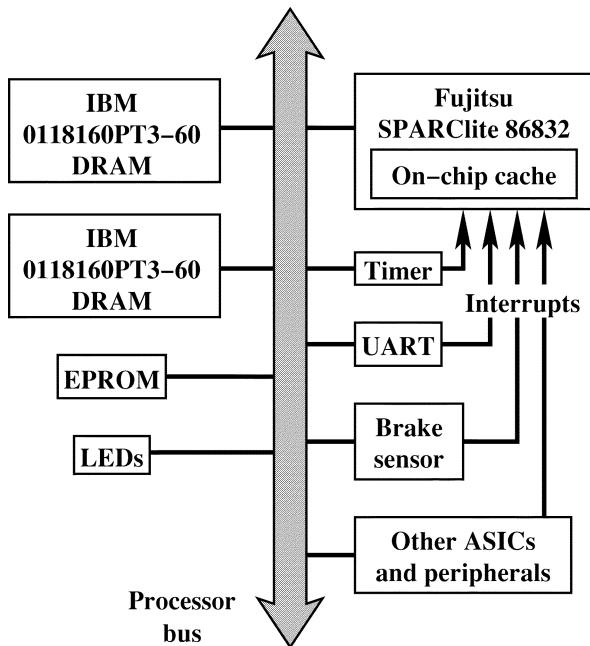 IBM
0118160PT3-60
DRAM
Fujitsu
SPARClite 86832
On-chip cache
IBM
0118160PT3-60
DRAM
Timer
Interrupts
UART
EPROM
Brake
sensor
LEDs
Other ASICs
and peripherals
Processor
bus